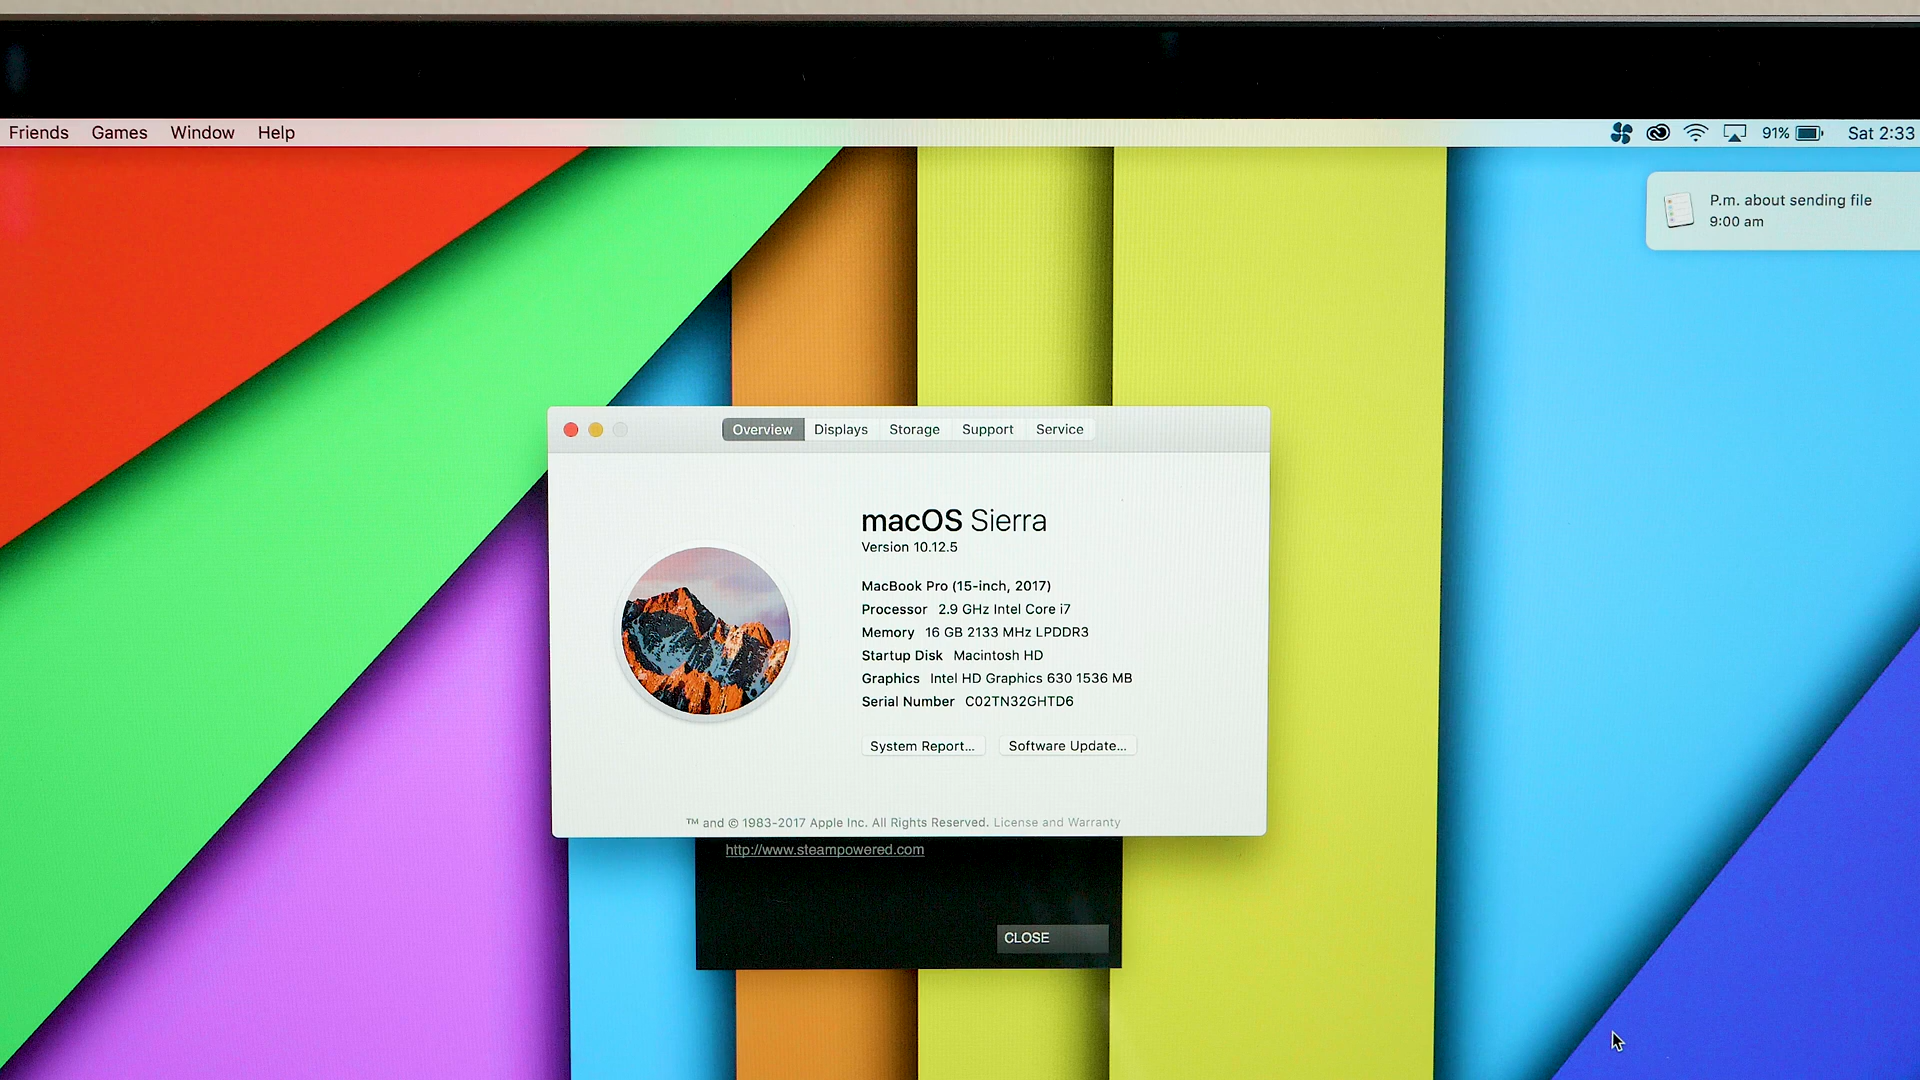 Friends Games Window Help 91% Sat 2:33
P.m. about sending file
9:00 am
Overview Displays Storage Support Service
macOS Sierra
Version 10.12.5
MacBook Pro (15-inch, 2017)
Processor 2.9 GHz Intel Core i7
Memory 16 GB 2133 MHz LPDDR3
Startup Disk Macintosh HD
Graphics Intel HD Graphics 630 1536 MB
Serial Number C02TN32GHTD6
System Report... Software Update...
™ and © 1983-2017 Apple Inc. All Rights Reserved. License and Warranty
http://www.steampowered.com
CLOSE